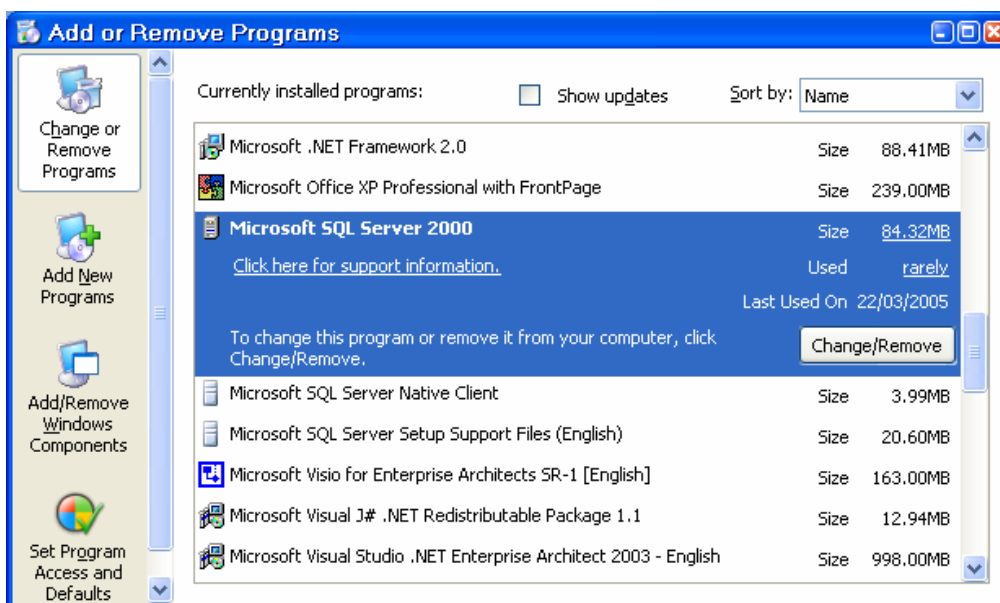 Add or Remove Programs
Change or
Remove
Programs
Add New
Programs
Add/Remove
Windows
Components
Set Program
Access and
Defaults
Currently installed programs: Show updates Sort by: Name
Microsoft .NET Framework 2.0 Size 88.41MB
Microsoft Office XP Professional with FrontPage Size 239.00MB
Microsoft SQL Server 2000 Size 84.32MB
Click here for support information. Used rarely
Last Used On 22/03/2005
To change this program or remove it from your computer, click
Change/Remove.
Change/Remove
Microsoft SQL Server Native Client Size 3.99MB
Microsoft SQL Server Setup Support Files (English) Size 20.60MB
Microsoft Visio for Enterprise Architects SR-1 [English] Size 163.00MB
Microsoft Visual J# .NET Redistributable Package 1.1 Size 12.94MB
Microsoft Visual Studio .NET Enterprise Architect 2003 - English Size 998.00MB